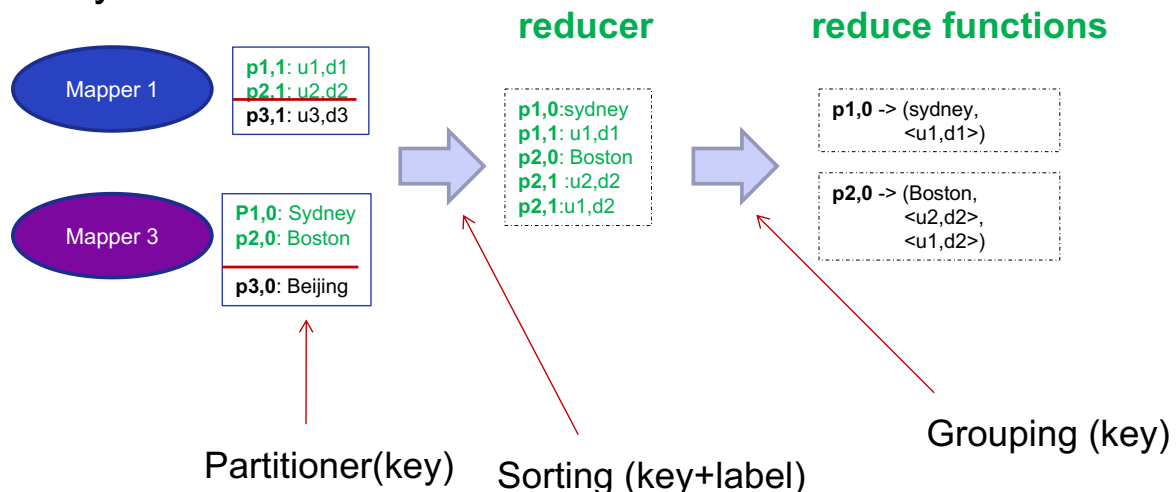 reducer
reduce functions
Mapper 1
p1,1: u1,d1
p2,1: u2,d2
p3,1: u3,d3
Mapper 3
P1,0: Sydney
p2,0: Boston
p3,0: Beijing
p1,0:sydney
p1,1: u1,d1
p2,0: Boston
p2,1 :u2,d2
p2,1:u1,d2
p1,0 -> (sydney,
<u1,d1>)
p2,0 -> (Boston,
<u2,d2>,
<u1,d2>)
Partitioner(key)
Sorting (key+label)
Grouping (key)